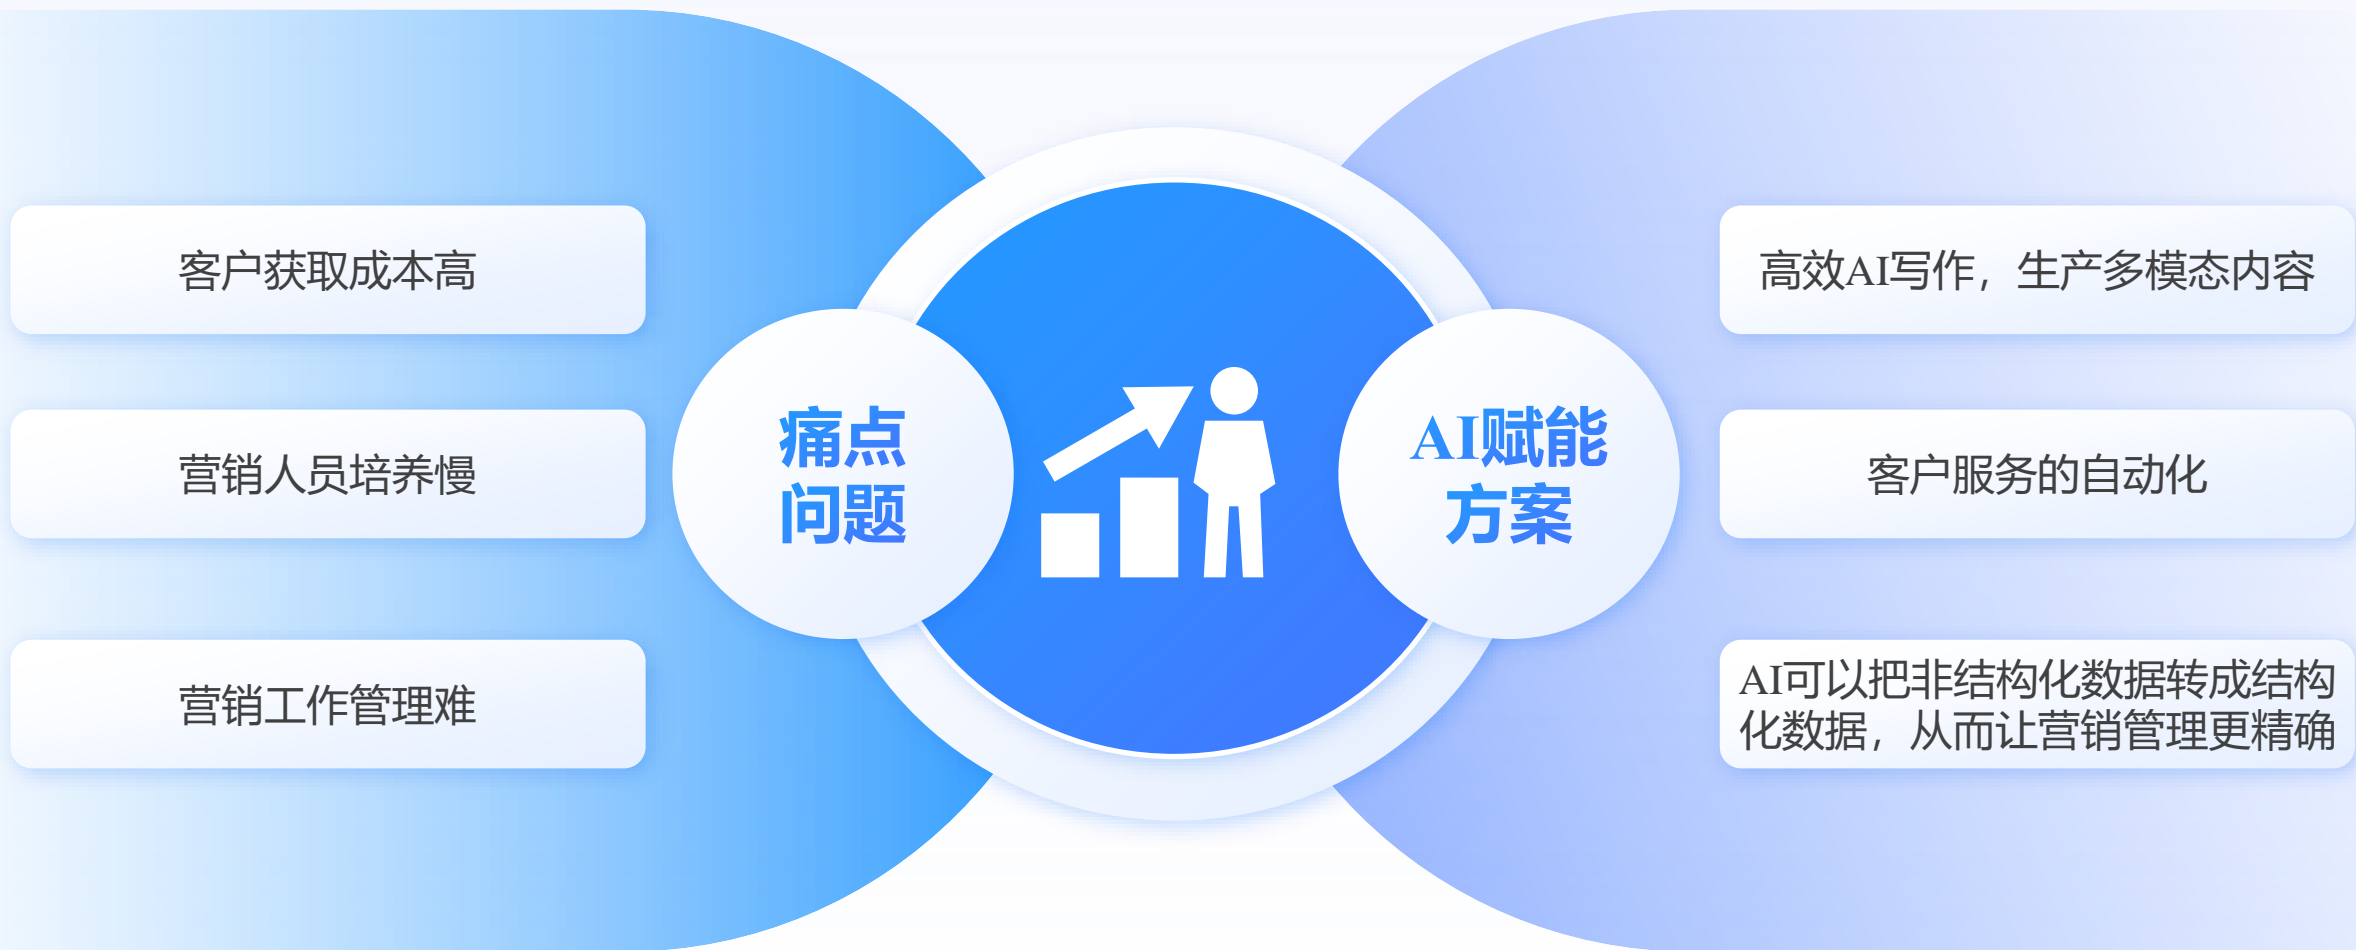 客户获取成本高
营销人员培养慢
营销工作管理难
痛点
问题
AI赋能
方案
高效AI写作，生产多模态内容
客户服务的自动化
AI可以把非结构化数据转成结构
化数据，从而让营销管理更精确